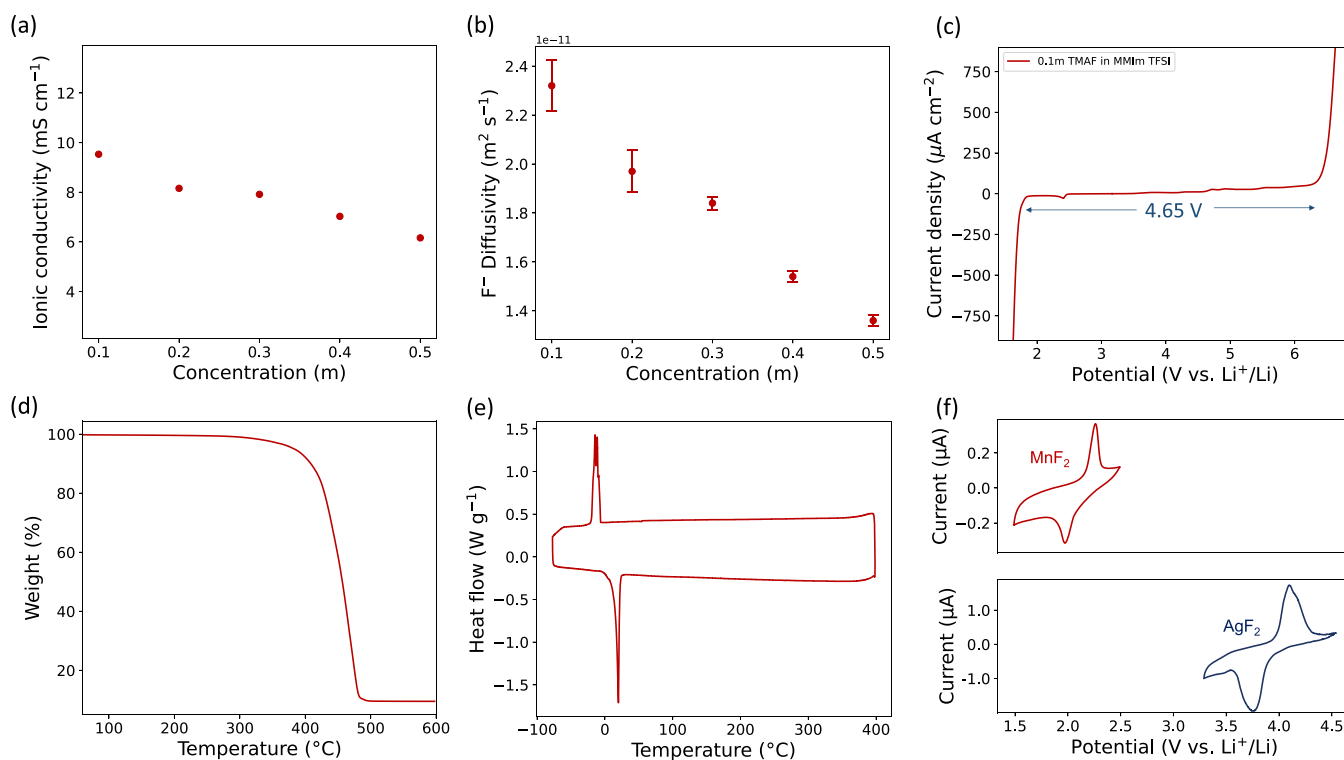 (a)
Ionic conductivity (mS cm⁻¹)
12
10
8
6
4
0.1 0.2 0.3 0.4 0.5
Concentration (m)
(b)
1e−11
F⁻ Diffusivity (m² s⁻¹)
2.4
2.2
2.0
1.8
1.6
1.4
0.1 0.2 0.3 0.4 0.5
Concentration (m)
(c)
0.1m TMAF in MMIm TFSI
Current density (μA cm⁻²)
750
500
250
0
−250
−500
−750
4.65 V
2 3 4 5 6
Potential (V vs. Li⁺/Li)
(d)
Weight (%)
100
80
60
40
20
100 200 300 400 500 600
Temperature (°C)
(e)
Heat flow (W g⁻¹)
1.5
1.0
0.5
0.0
−0.5
−1.0
−1.5
−100 0 100 200 300 400
Temperature (°C)
(f)
Current (μA)
0.2
0.0
−0.2
MnF₂
Current (μA)
1.0
0.0
−1.0
AgF₂
1.5 2.0 2.5 3.0 3.5 4.0 4.5
Potential (V vs. Li⁺/Li)